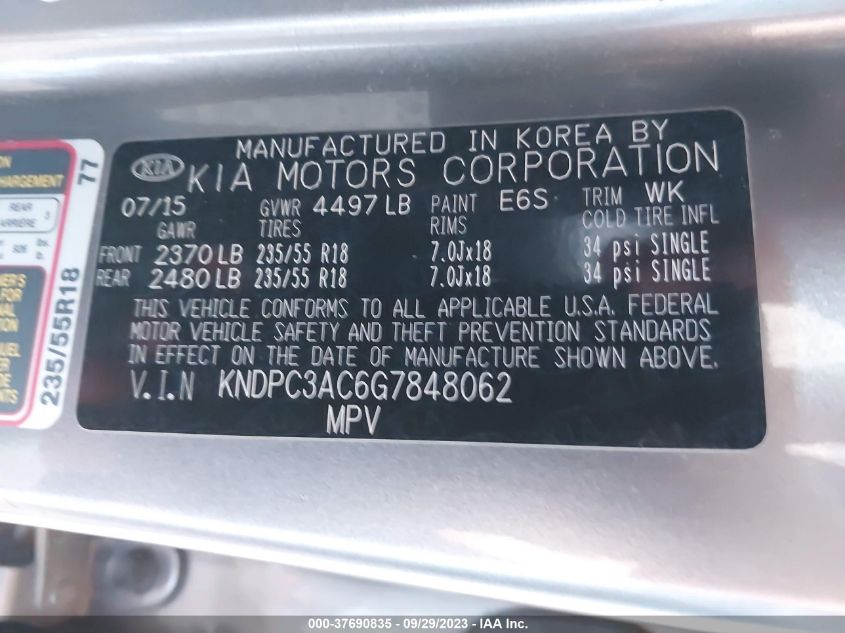 MANUFACTURED IN KOREA BY
KIA KIA MOTORS CORPORATION
07/15 GVWR 4497 LB PAINT E6S TRIM WK
GAWR TIRES RIMS COLD TIRE INFL
FRONT 2370 LB 235/55 R18 7.0Jx18 34 psi SINGLE
REAR 2480 LB 235/55 R18 7.0Jx18 34 psi SINGLE
THIS VEHICLE CONFORMS TO ALL APPLICABLE U.S.A. FEDERAL
MOTOR VEHICLE SAFETY AND THEFT PREVENTION STANDARDS
IN EFFECT ON THE DATE OF MANUFACTURE SHOWN ABOVE.
V.I.N KNDPC3AC6G7848062
MPV
REAR
3
77
235/55R18
FOR
000-37690835 - 09/29/2023 - IAA Inc.